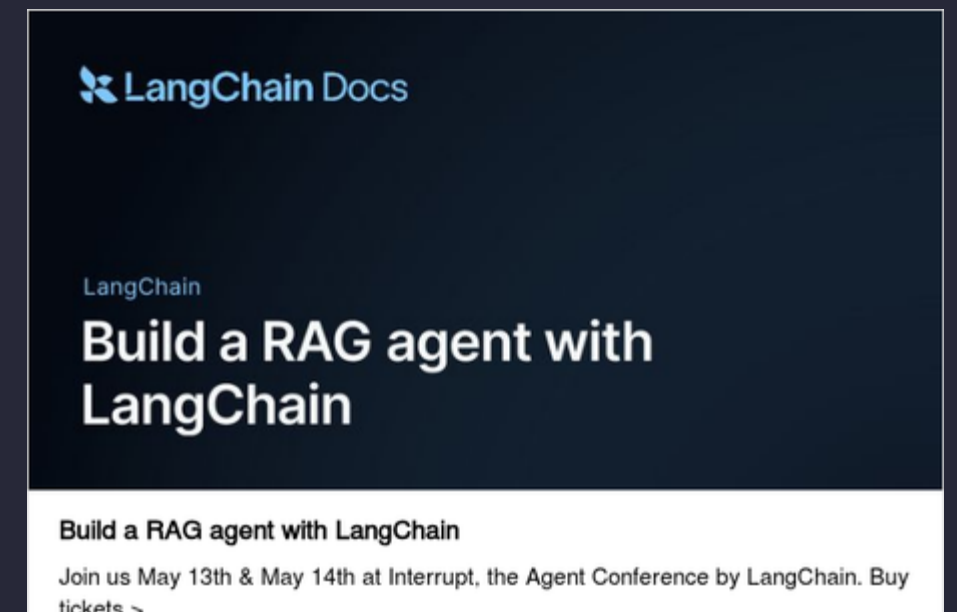 LangChain Docs
LangChain
Build a RAG agent with
LangChain
Build a RAG agent with LangChain
Join us May 13th & May 14th at Interrupt, the Agent Conference by LangChain. Buy
tickets >